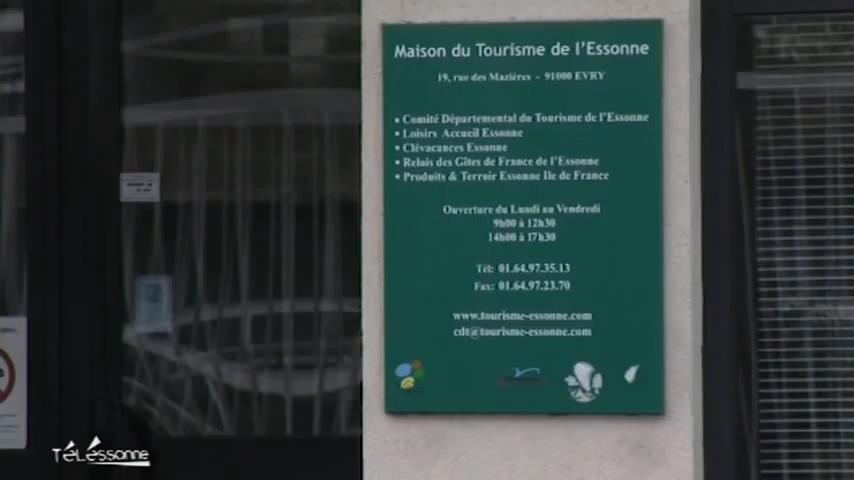 Maison du Tourisme de l'Essonne
19, rue des Mazières - 91000 EVRY
• Comité Départemental du Tourisme de l'Essonne
• Loisirs Accueil Essonne
• Clévacances Essonne
• Relais des Gîtes de France de l'Essonne
• Produits & Terroir Essonne Ile de France
Ouverture du Lundi au Vendredi
9h00 à 12h30
14h00 à 17h30
Tél: 01.64.97.35.13
Fax: 01.64.97.23.70
www.tourisme-essonne.com
cdt@tourisme-essonne.com
TéLéssonne